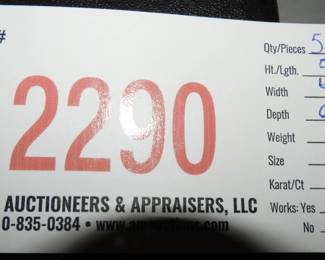 #
2290
AUCTIONEERS & APPRAISERS, LLC
0-835-0384 •
Qty/Pieces 5
Ht./Lgth.
Width
Depth
Weight
Size
Karat/Ct
Works: Yes
No